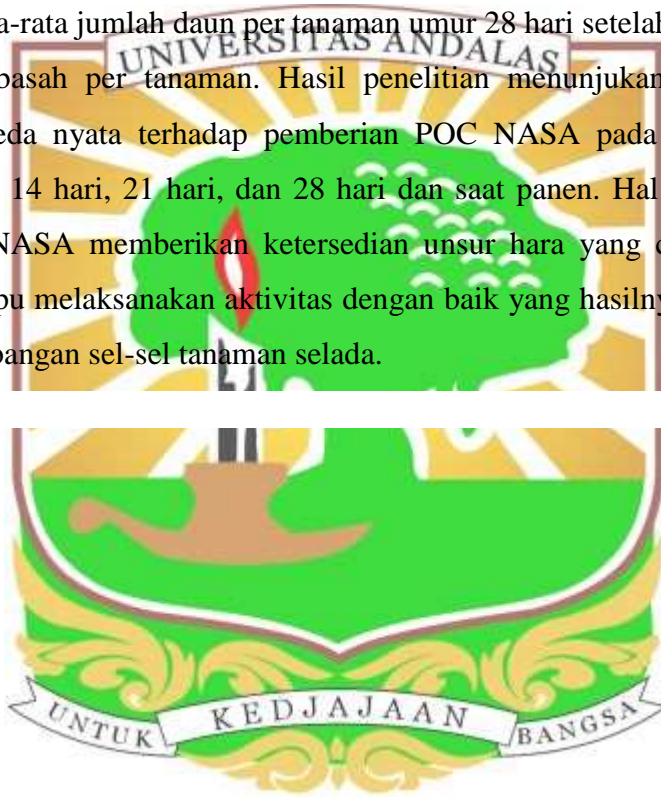 a-rata jumlah daun per tanaman umur 28 hari setelah
UNIVERSITAS ANDALAS
basah per tanaman. Hasil penelitian menunjukan
eda nyata terhadap pemberian POC NASA pada
14 hari, 21 hari, dan 28 hari dan saat panen. Hal
NASA memberikan ketersedian unsur hara yang
pu melaksanakan aktivitas dengan baik yang hasilny
bangan sel-sel tanaman selada.
UNTUK KEDJAJAAN BANGSA